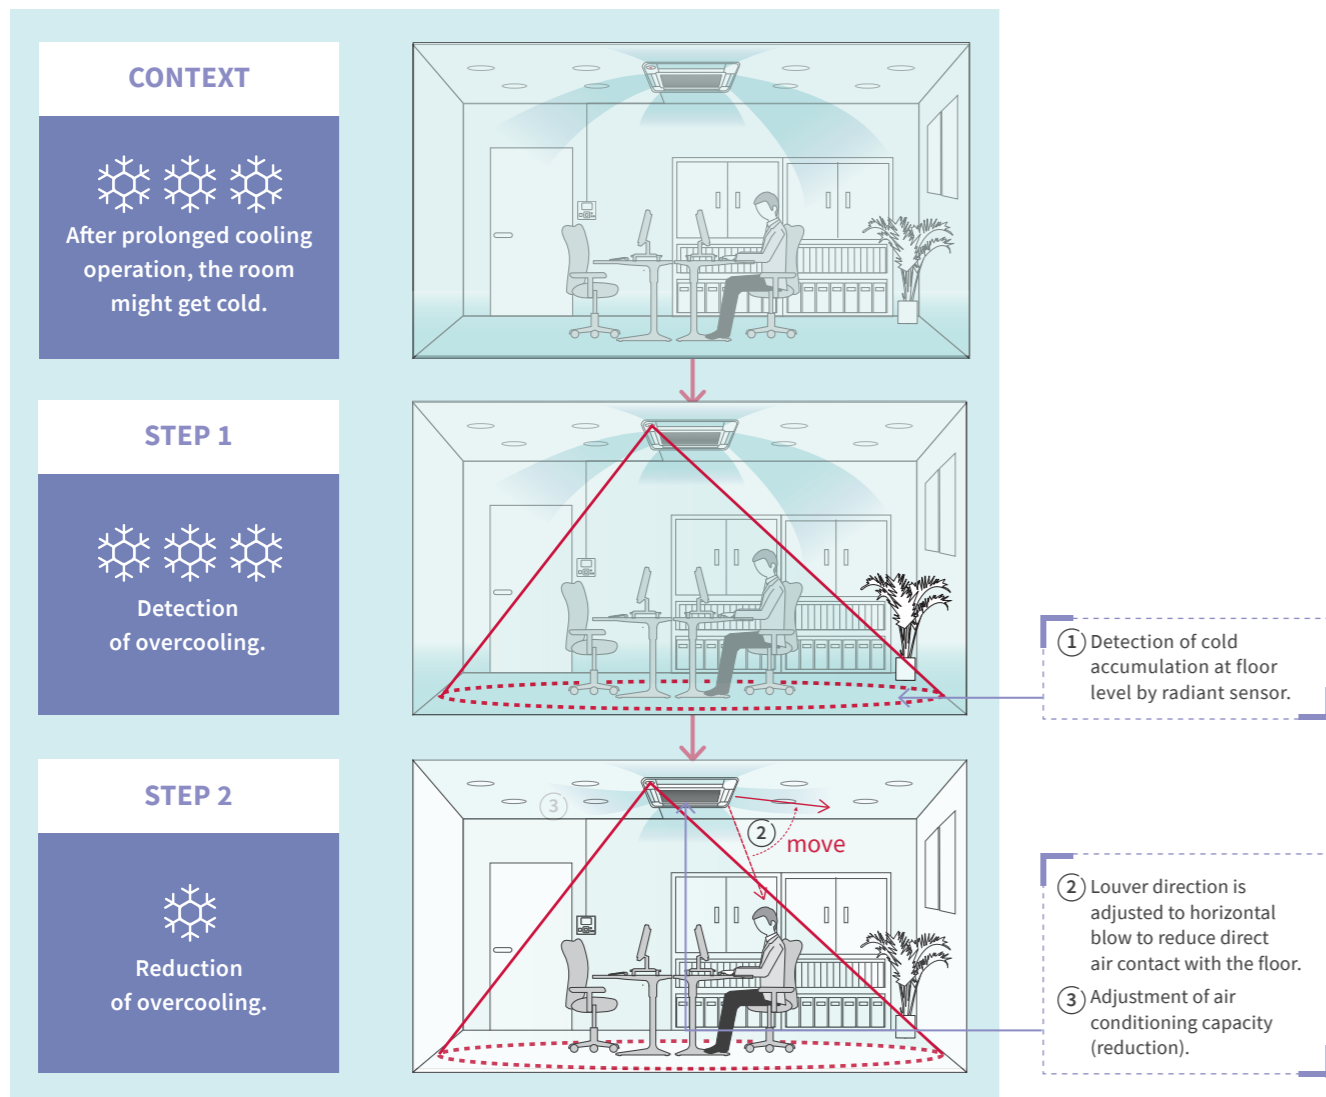 CONTEXT
After prolonged cooling
operation, the room
might get cold.
STEP 1
Detection
of overcooling.
1 Detection of cold
accumulation at floor
level by radiant sensor.
STEP 2
Reduction
of overcooling.
3
2
move
2 Louver direction is
adjusted to horizontal
blow to reduce direct
air contact with the floor.
3 Adjustment of air
conditioning capacity
(reduction).